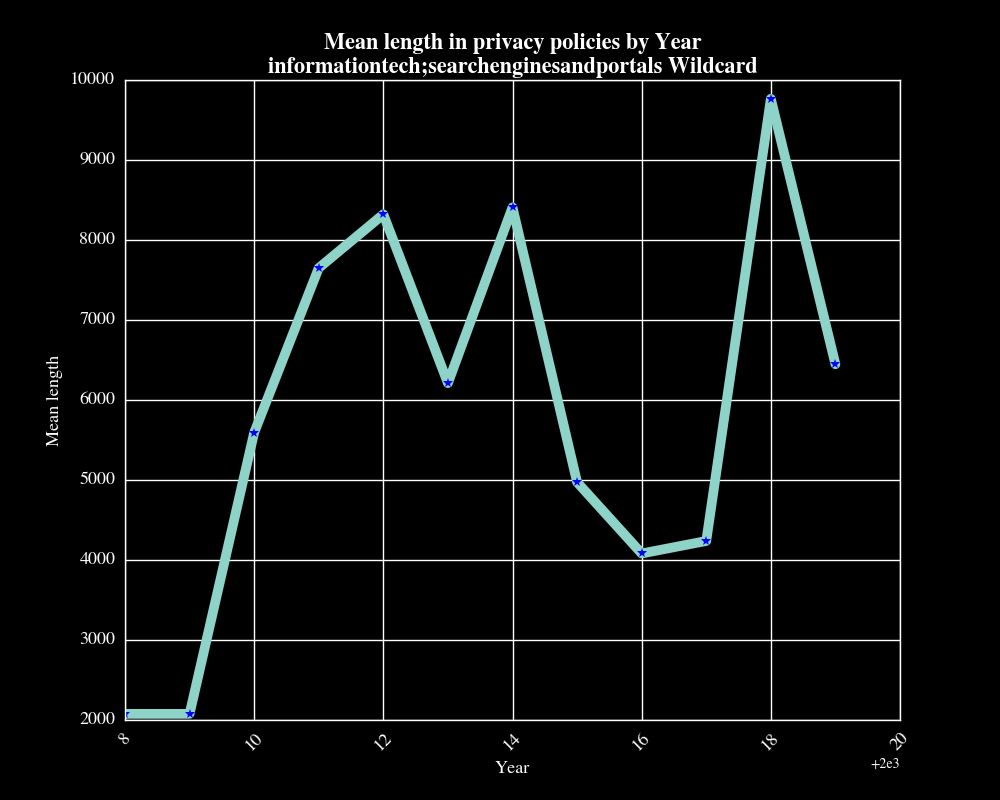 Mean length in privacy policies by Year
informationtech;searchenginesandportals Wildcard
10000
9000
8000
7000
6000
5000
4000
3000
2000
Mean length
8 10 12 14 16 18 20
Year
+2e3